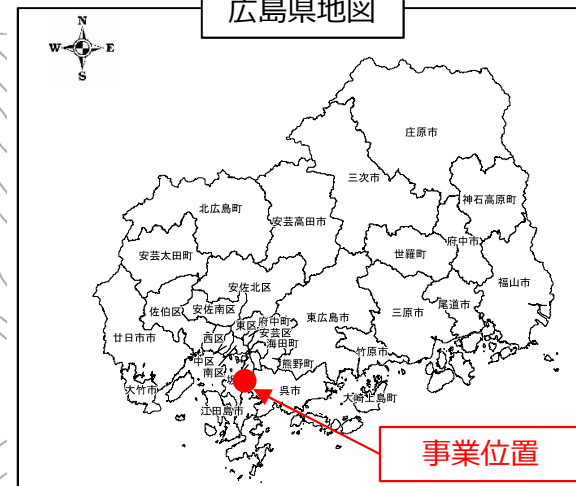 広島県地図
N
W E
S
庄原市
三次市
神石高原町
北広島町
安芸高田市
府中市
世羅町
安芸太田町
福山市
安佐北区
尾道市
三原市
東広島市
佐伯区
安佐南区
東区
府中町
安芸区
廿日市市
西区
海田町
竹原市
中区
熊野町
南区
坂
大竹市
呉市
大崎上島町
江田島市
事業位置